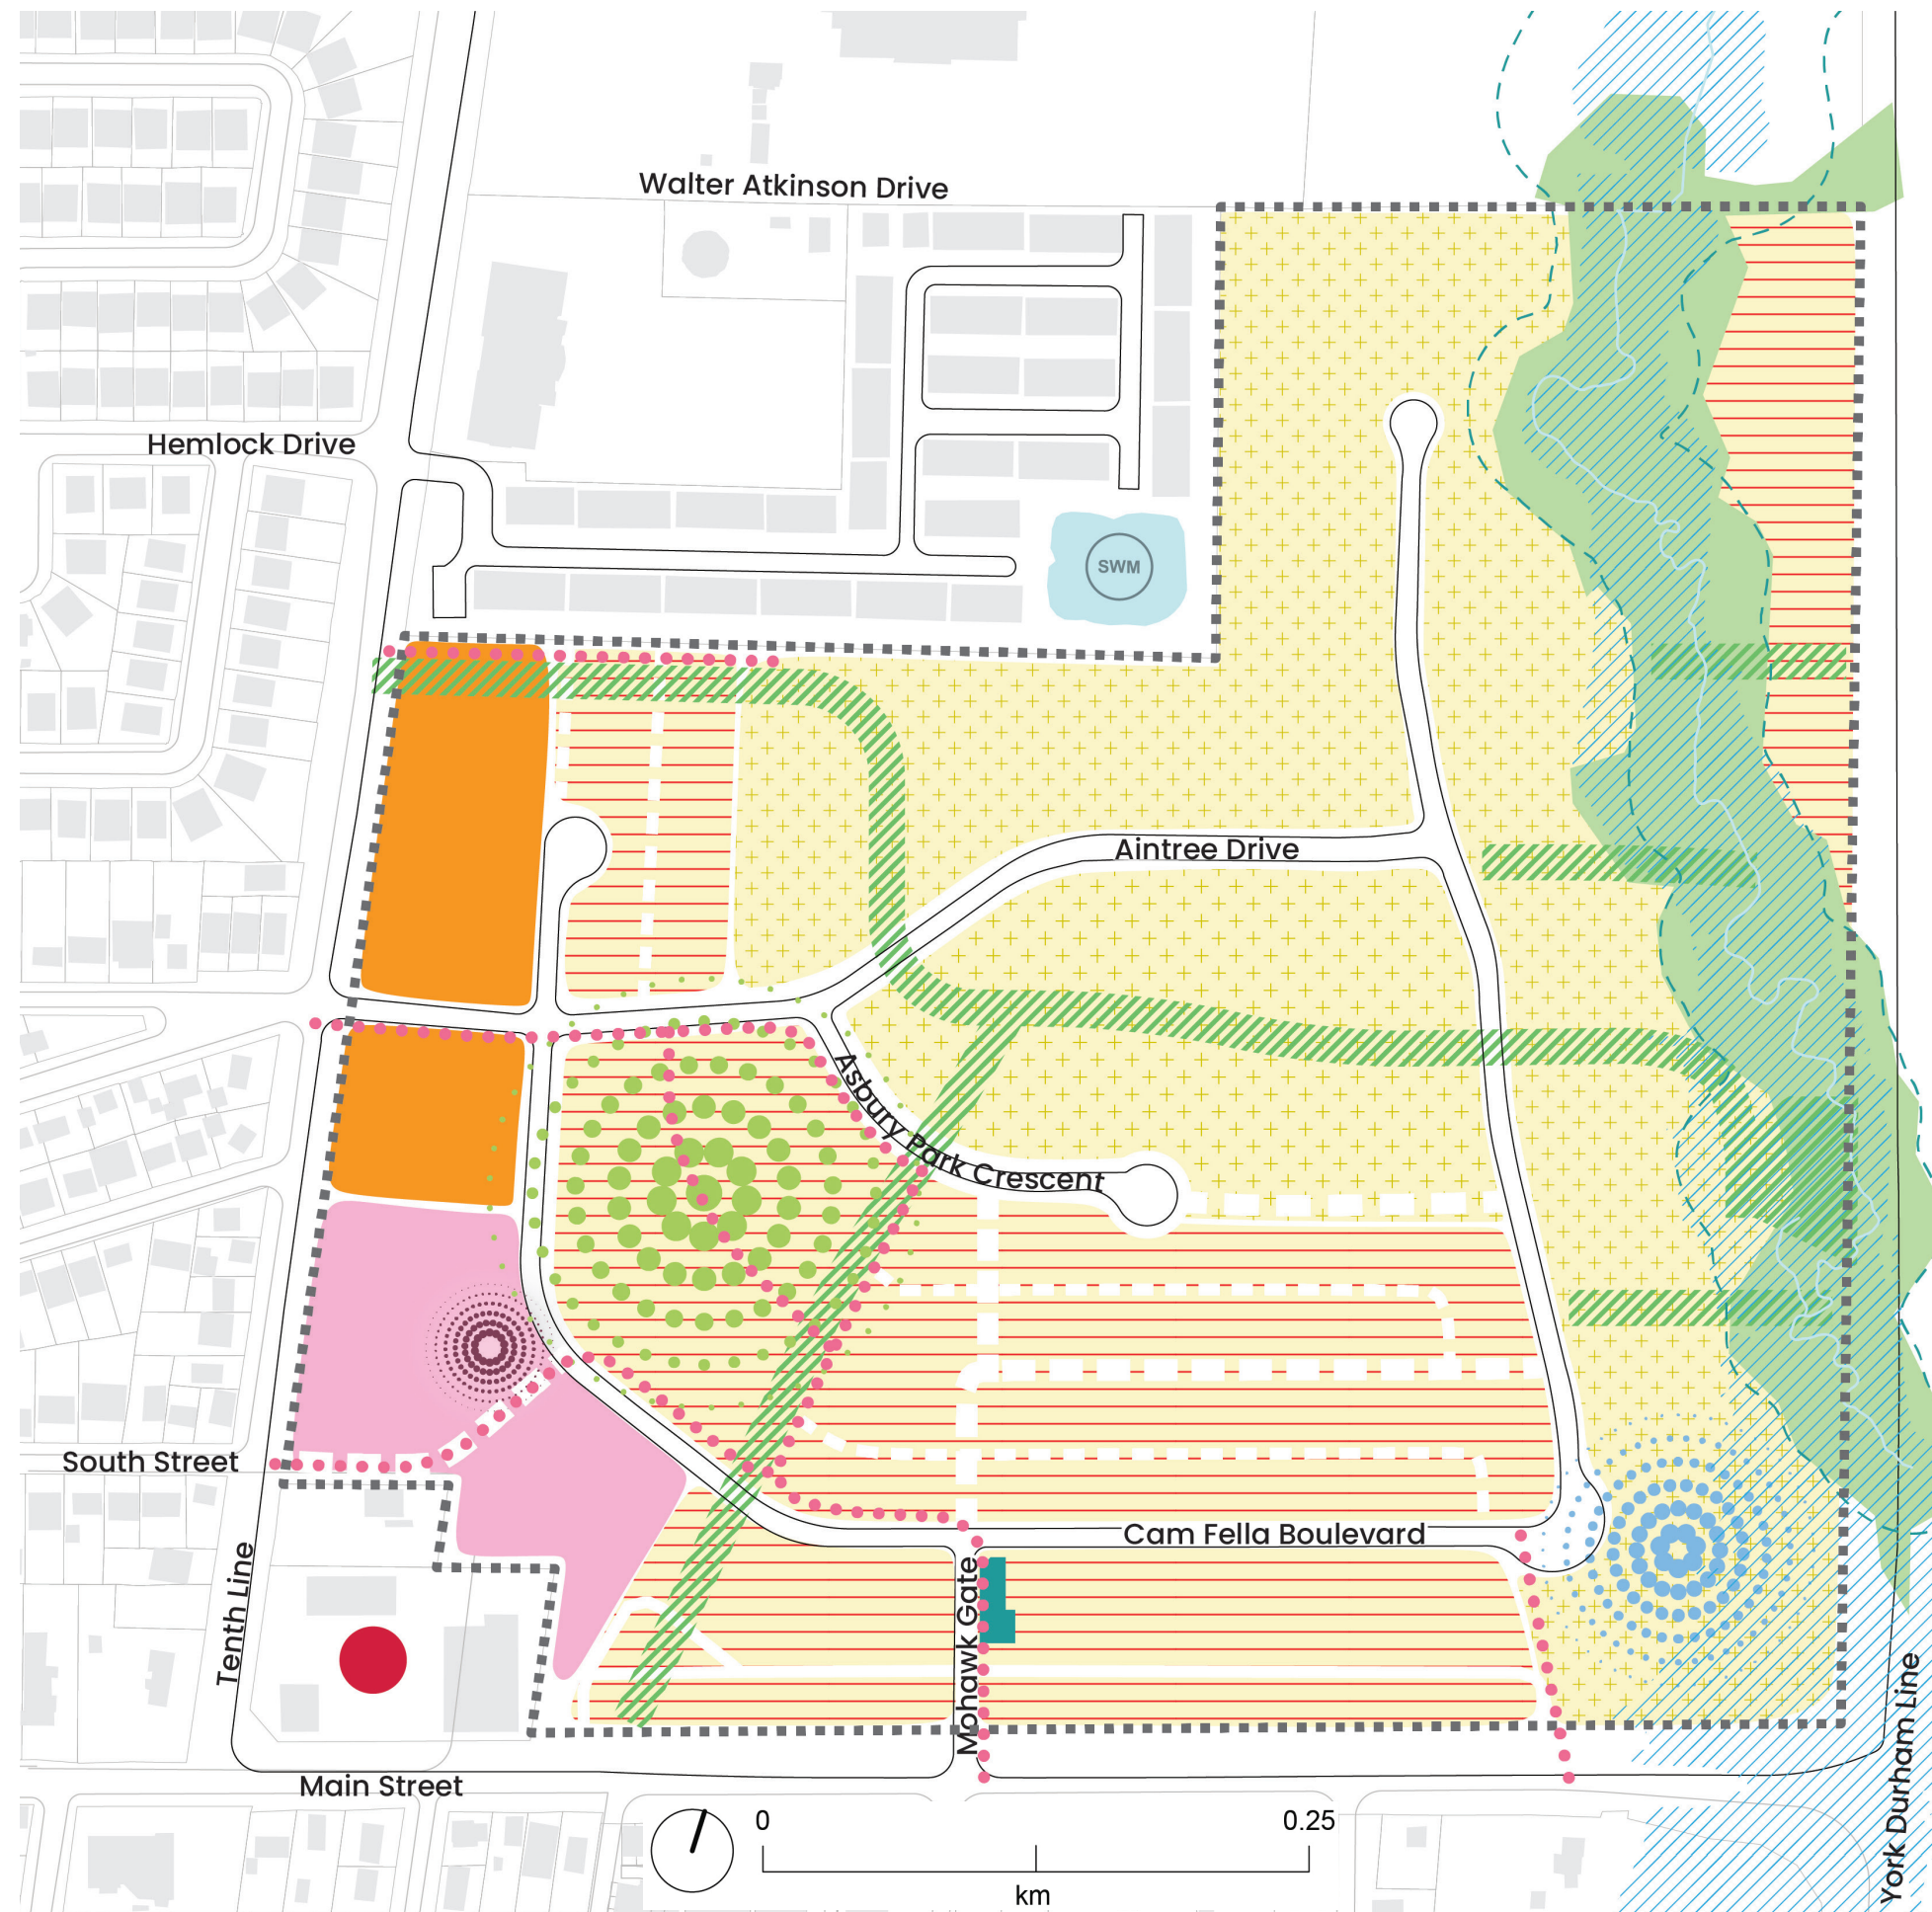 Walter Atkinson Drive
Hemlock Drive
SWM
Aintree Drive
Asbury Park Crescent
South Street
Cam Fella Boulevard
Tenth Line
Mohawk Gate
York Durham Line
Main Street
0
0.25
km